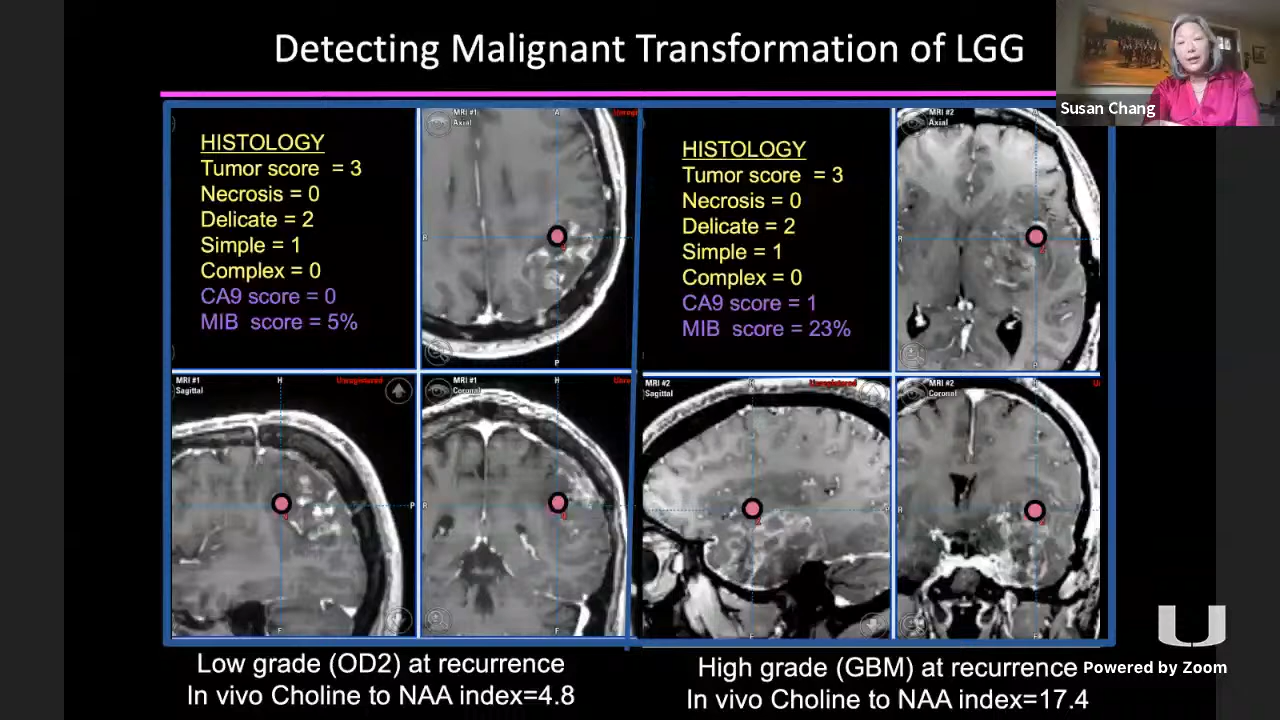 Detecting Malignant Transformation of LGG
Susan Chang
HISTOLOGY
Tumor score = 3
Necrosis = 0
Delicate = 2
Simple = 1
Complex = 0
CA9 score = 0
MIB score = 5%
MRI #1
Axial
A
R
P
HISTOLOGY
Tumor score = 3
Necrosis = 0
Delicate = 2
Simple = 1
Complex = 0
CA9 score = 1
MIB score = 23%
MRI #2
Axial
R
MRI #1
Sagittal
H
Unregistered
P
F
MRI #1
Coronal
H
R
MRI #2
Sagittal
Unregistered
MRI #2
Coronal
R
Low grade (OD2) at recurrence
In vivo Choline to NAA index=4.8
High grade (GBM) at recurrence
In vivo Choline to NAA index=17.4
U
Powered by Zoom